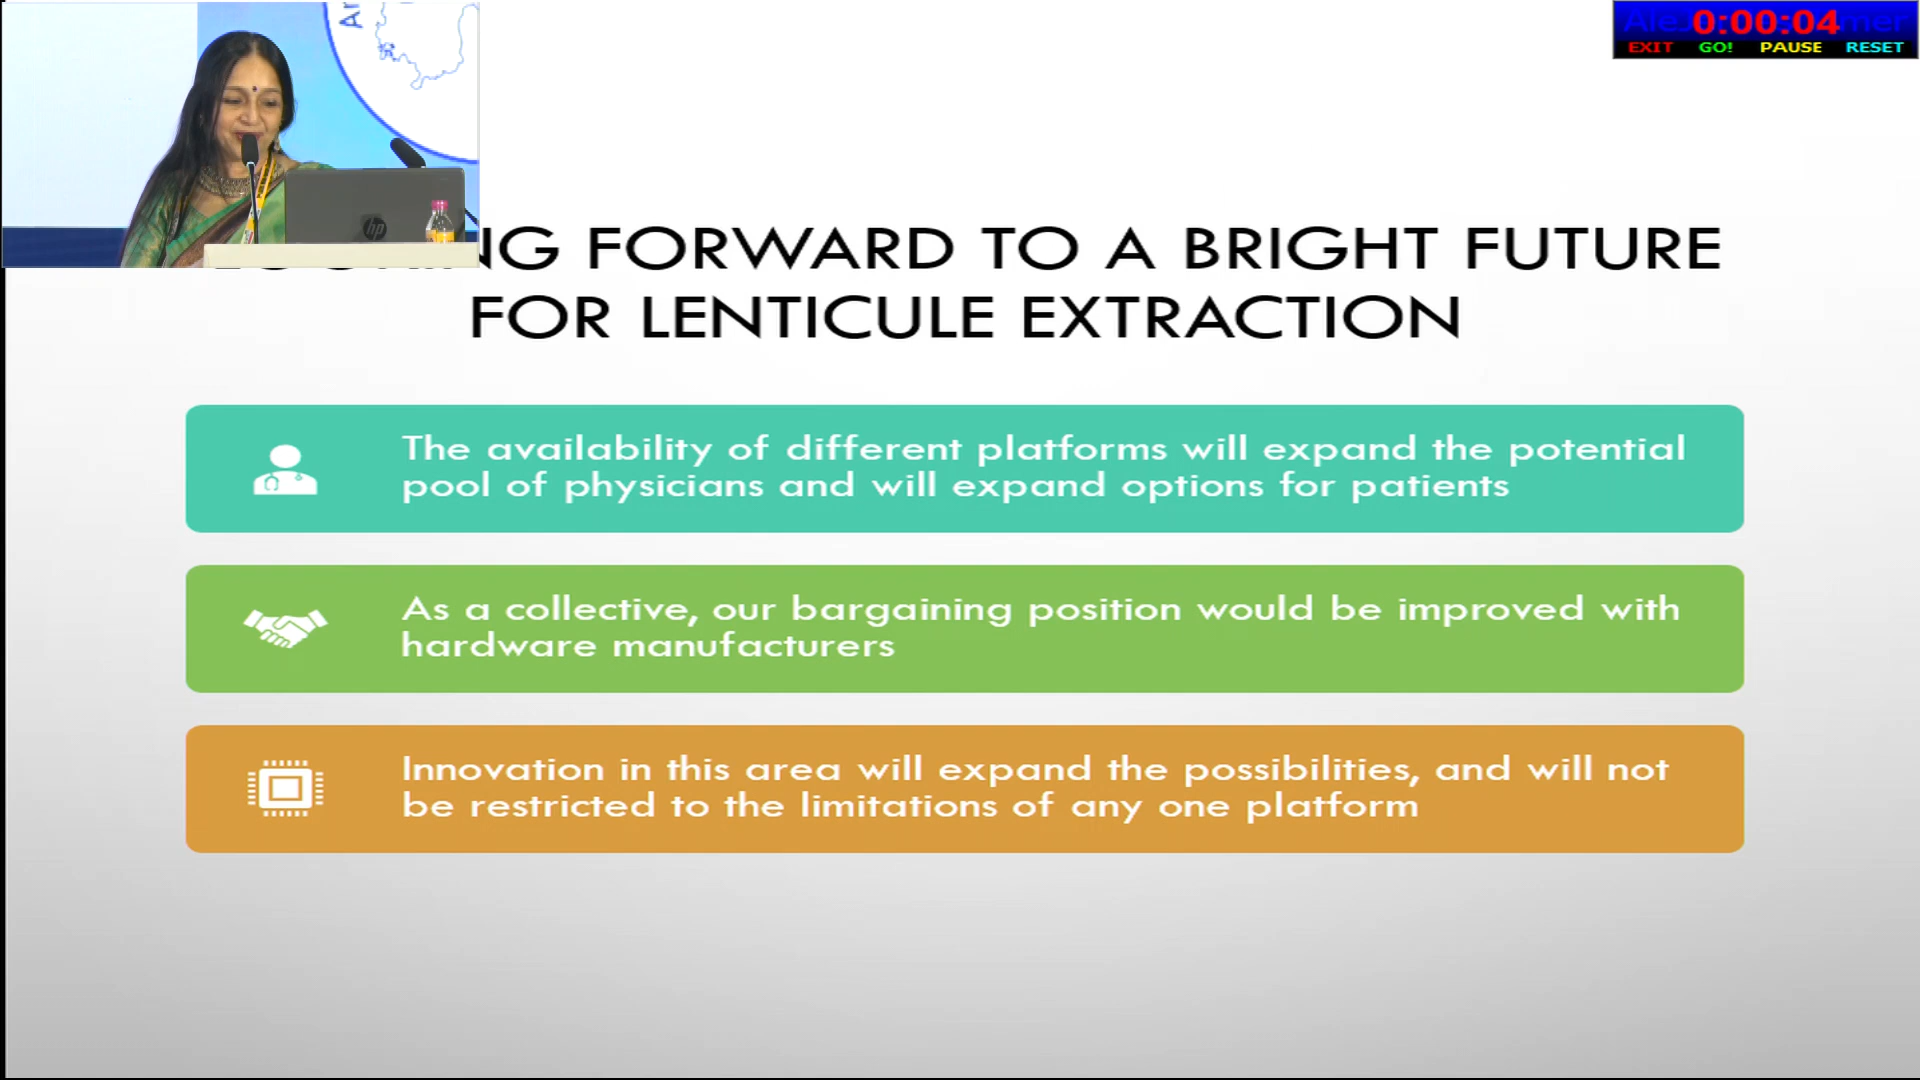 0:00:04
EXIT GO! PAUSE RESET
hp
NG FORWARD TO A BRIGHT FUTURE
FOR LENTICULE EXTRACTION
The availability of different platforms will expand the potential
pool of physicians and will expand options for patients
As a collective, our bargaining position would be improved with
hardware manufacturers
Innovation in this area will expand the possibilities, and will not
be restricted to the limitations of any one platform